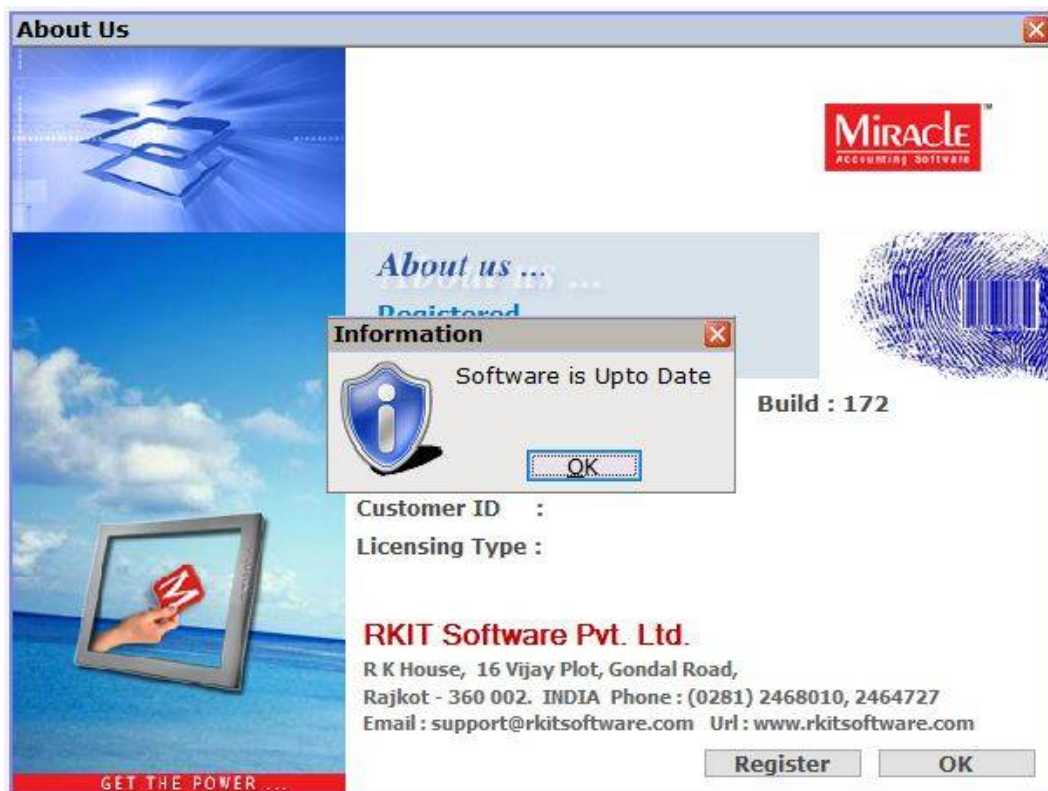 About Us
MIRACLE
Accounting Software
About us ...
Registered
Information
Software is Upto Date
OK
Build : 172
Customer ID :
Licensing Type :
RKIT Software Pvt. Ltd.
R K House, 16 Vijay Plot, Gondal Road,
Rajkot - 360 002. INDIA Phone : (0281) 2468010, 2464727
Email : support@rkitsoftware.com Url : www.rkitsoftware.com
Register OK
GET THE POWER ....